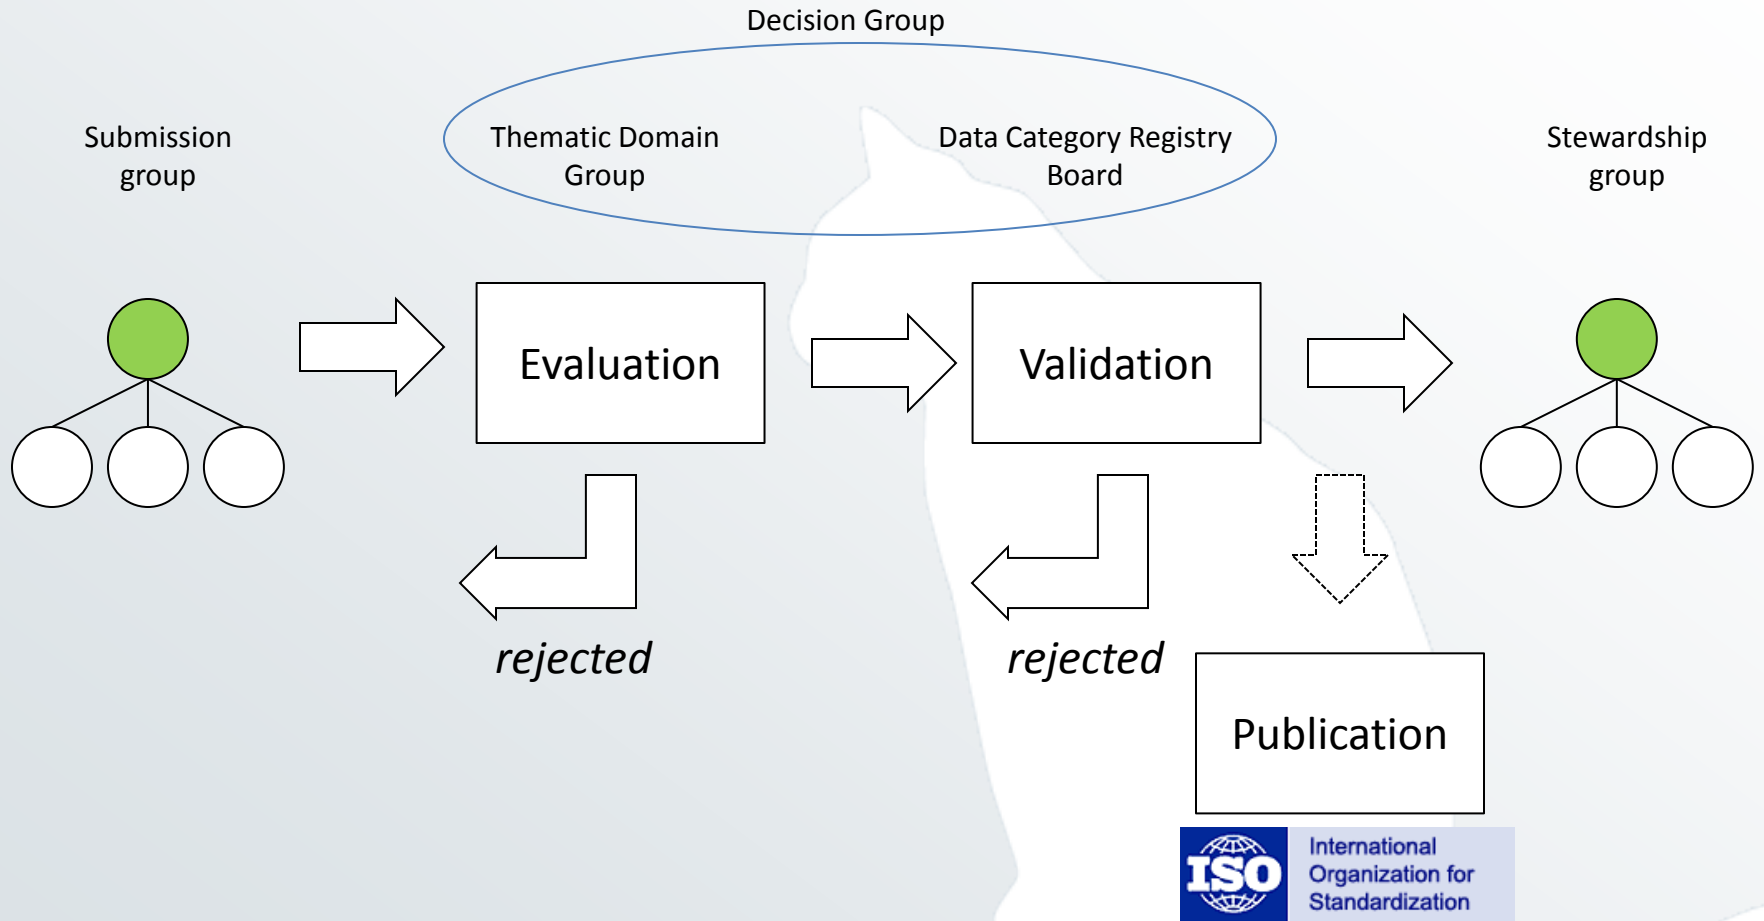 Decision Group
Submission
group
Thematic Domain
Group
Data Category Registry
Board
Stewardship
group
Evaluation
Validation
rejected
rejected
Publication
ISO
International
Organization for
Standardization